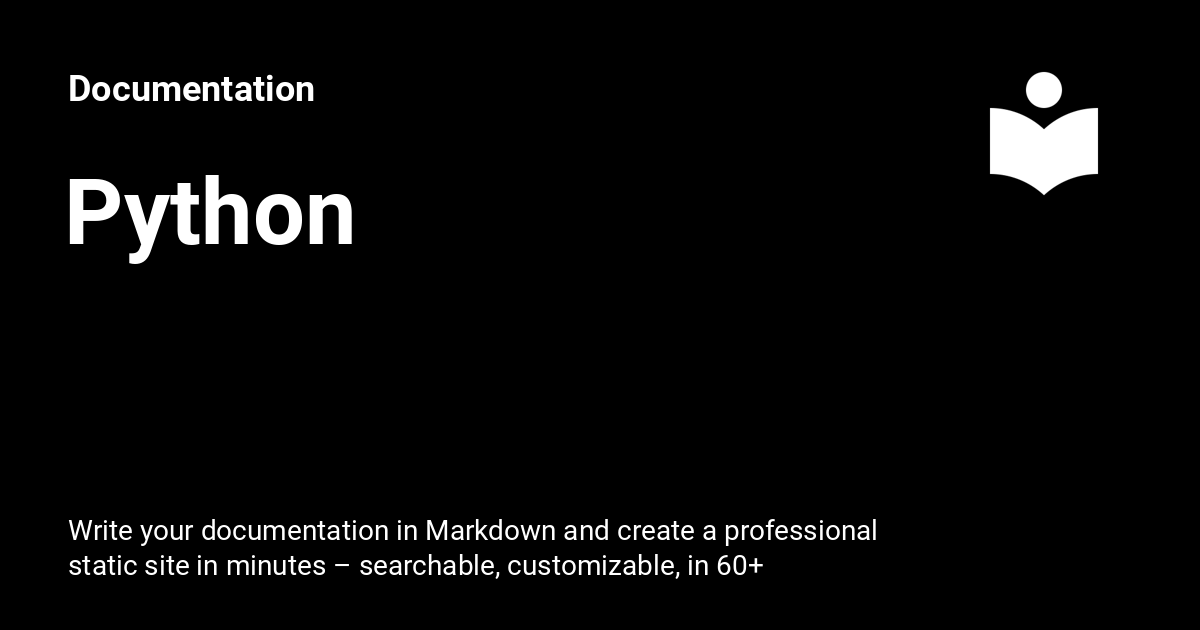 Documentation
Python
Write your documentation in Markdown and create a professional
static site in minutes – searchable, customizable, in 60+